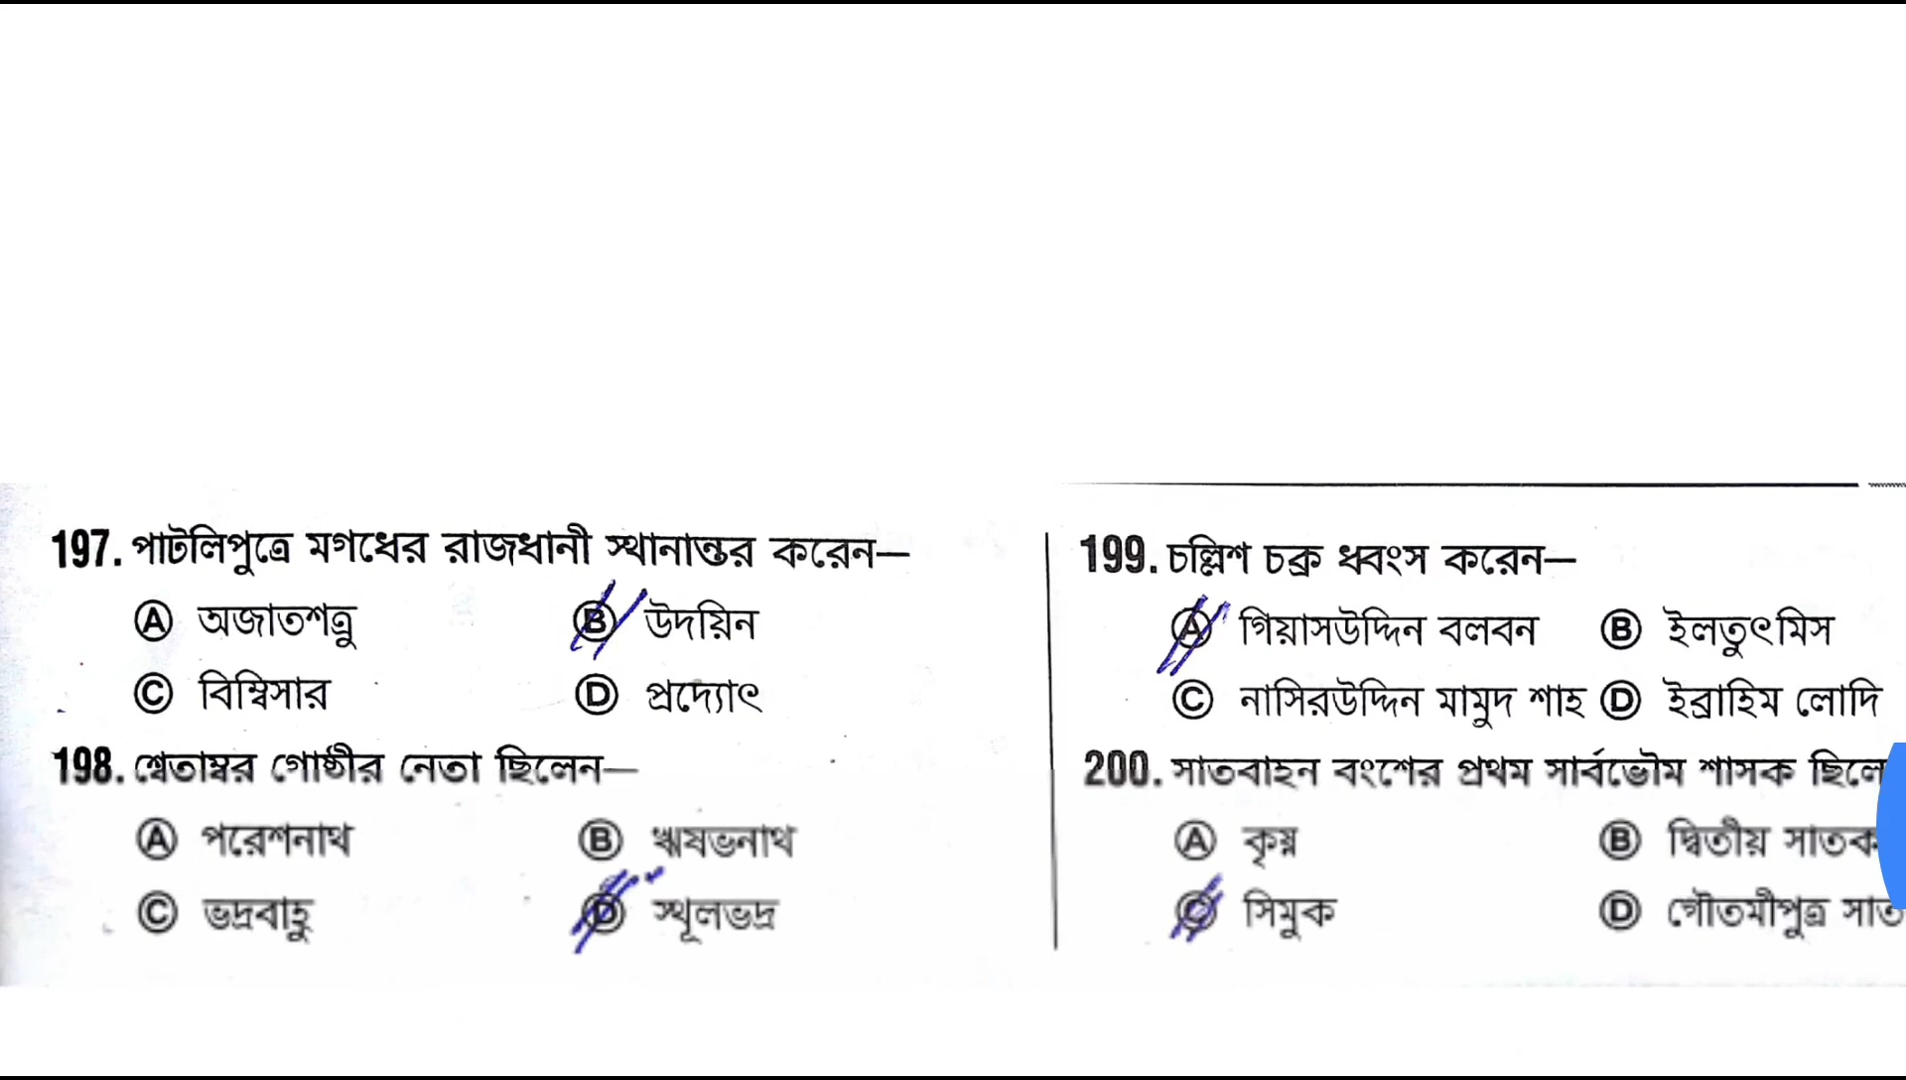 197. পাটলিপুত্রে মগধের রাজধানী স্থানান্তর করেন—
Ⓐ অজাতশত্রু Ⓑ উদয়িন
Ⓒ বিম্বিসার Ⓓ প্রদ্যোৎ
198. শ্বেতাম্বর গোষ্ঠীর নেতা ছিলেন—
Ⓐ পরেশনাথ Ⓑ ঋষভনাথ
Ⓒ ভদ্রবাহু Ⓓ স্থূলভদ্র
199. চল্লিশ চক্র ধ্বংস করেন—
Ⓐ গিয়াসউদ্দিন বলবন Ⓑ ইলতুৎমিস
Ⓒ নাসিরউদ্দিন মামুদ শাহ Ⓓ ইব্রাহিম লোদি
200. সাতবাহন বংশের প্রথম সার্বভৌম শাসক ছিলে
Ⓐ কৃষ্ণ Ⓑ দ্বিতীয় সাতক
Ⓒ সিমুক Ⓓ গৌতমীপুত্র সাত